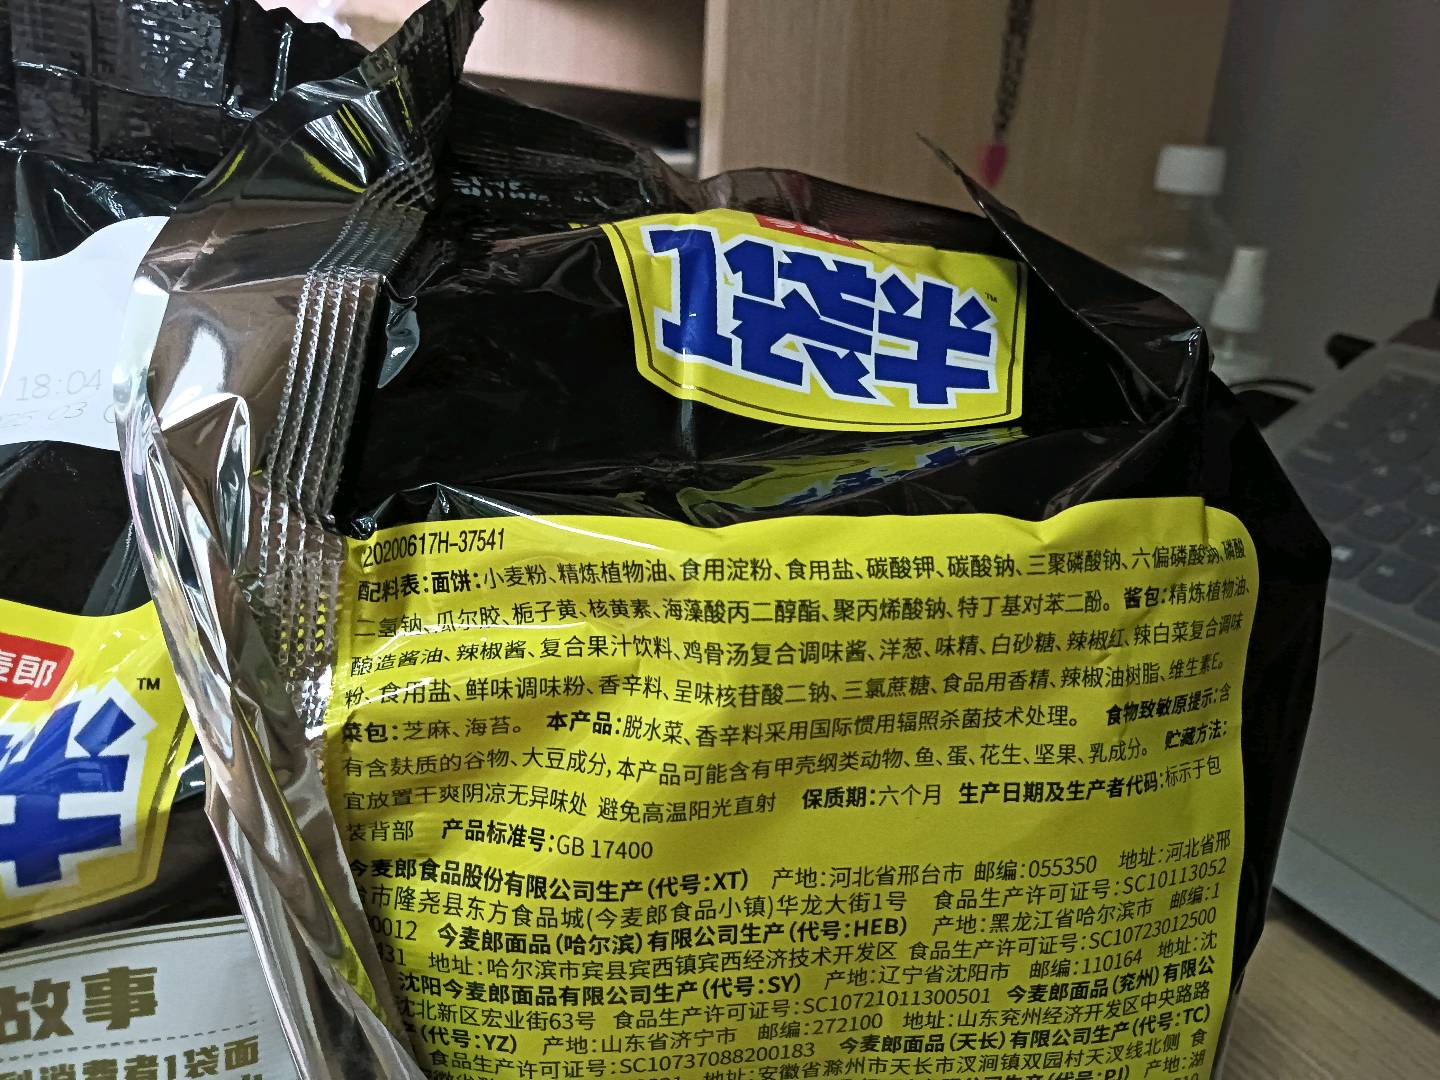 18:04
半袋
TM
20200617H-37541
配料表:面饼:小麦粉、精炼植物油、食用淀粉、食用盐、碳酸钾、碳酸钠、三聚磷酸钠、六偏磷酸钠、磷酸
二氢钠、瓜尔胶、栀子黄、核黄素、海藻酸丙二醇酯、聚丙烯酸钠、特丁基对苯二酚。酱包:精炼植物油、
酿造酱油、辣椒酱、复合果汁饮料、鸡骨汤复合调味酱、洋葱、味精、白砂糖、辣椒红、辣白菜复合调味
粉、食用盐、鲜味调味粉、香辛料、呈味核苷酸二钠、三氯蔗糖、食品用香精、辣椒油树脂、维生素E。
菜包:芝麻、海苔。 本产品:脱水菜、香辛料采用国际惯用辐照杀菌技术处理。 食物致敏原提示:含
有含麸质的谷物、大豆成分,本产品可能含有甲壳纲类动物、鱼、蛋、花生、坚果、乳成分。 贮藏方法:
宜放置干爽阴凉无异味处 避免高温阳光直射 保质期:六个月 生产日期及生产者代码:标示于包
装背部 产品标准号:GB 17400
今麦郎食品股份有限公司生产(代号:XT) 产地:河北省邢台市 邮编:055350 地址:河北省邢
台市隆尧县东方食品城(今麦郎食品小镇)华龙大街1号 食品生产许可证号:SC10113052
0012 今麦郎面品(哈尔滨)有限公司生产(代号:HEB) 产地:黑龙江省哈尔滨市 邮编:1
431 地址:哈尔滨市宾县宾西镇宾西经济技术开发区 食品生产许可证号:SC1072301250
沈阳今麦郎面品有限公司生产(代号:SY) 产地:辽宁省沈阳市 邮编:110164 地址:沈
沈北新区宏业街63号 食品生产许可证号:SC10721011300501 今麦郎面品(兖州)有限公
产(代号:YZ) 产地:山东省济宁市 邮编:272100 地址:山东兖州经济开发区中央路路
食品生产许可证号:SC10737088200183 今麦郎面品(天长)有限公司生产(代号:TC)
地址:安徽省滁州市天长市汊涧镇双园村天汊线北侧 食
产地:湖
麦郎
TM
半
故事
消费者1袋面